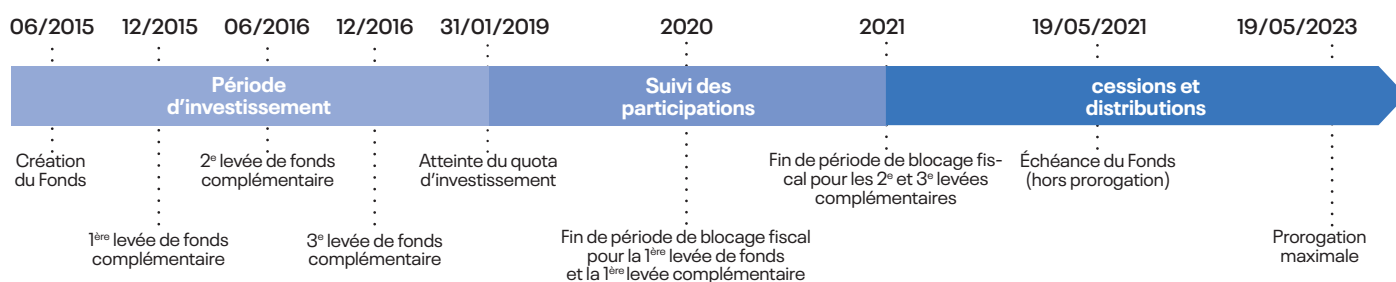 06/2015 12/2015 06/2016 12/2016 31/01/2019 2020 2021 19/05/2021 19/05/2023
Période
d’investissement
Suivi des
participations
cessions et
distributions
Création
du Fonds
2e levée de fonds
complémentaire
Atteinte du quota
d’investissement
Fin de période de blocage fis-
cal pour les 2e et 3e levées
complémentaires
Échéance du Fonds
(hors prorogation)
1ère levée de fonds
complémentaire
3e levée de fonds
complémentaire
Fin de période de blocage fiscal
pour la 1ère levée de fonds
et la 1ère levée complémentaire
Prorogation
maximale